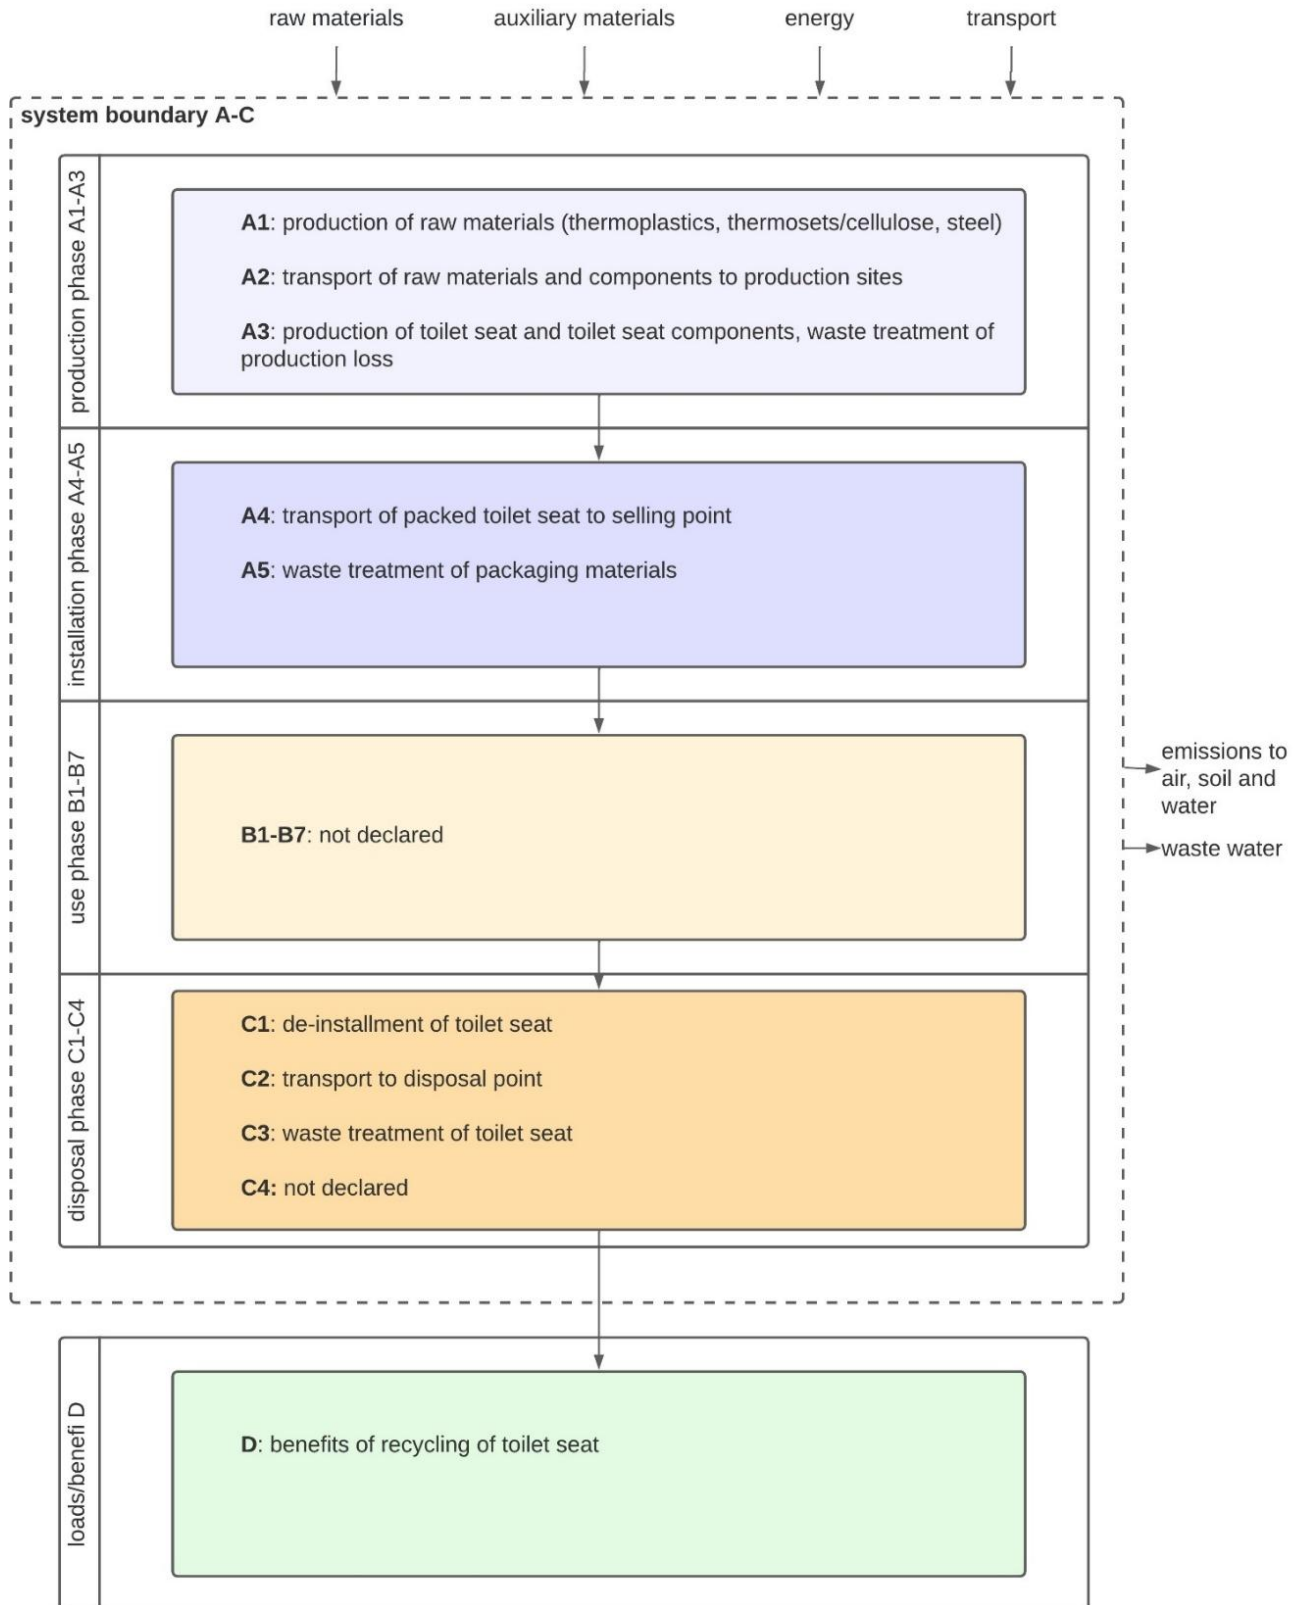 raw materials
auxiliary materials
energy
transport
system boundary A-C
production phase A1-A3
A1: production of raw materials (thermoplastics, thermosets/cellulose, steel)
A2: transport of raw materials and components to production sites
A3: production of toilet seat and toilet seat components, waste treatment of
production loss
installation phase A4-A5
A4: transport of packed toilet seat to selling point
A5: waste treatment of packaging materials
use phase B1-B7
B1-B7: not declared
emissions to
air, soil and
water
waste water
disposal phase C1-C4
C1: de-installment of toilet seat
C2: transport to disposal point
C3: waste treatment of toilet seat
C4: not declared
loads/benefi D
D: benefits of recycling of toilet seat